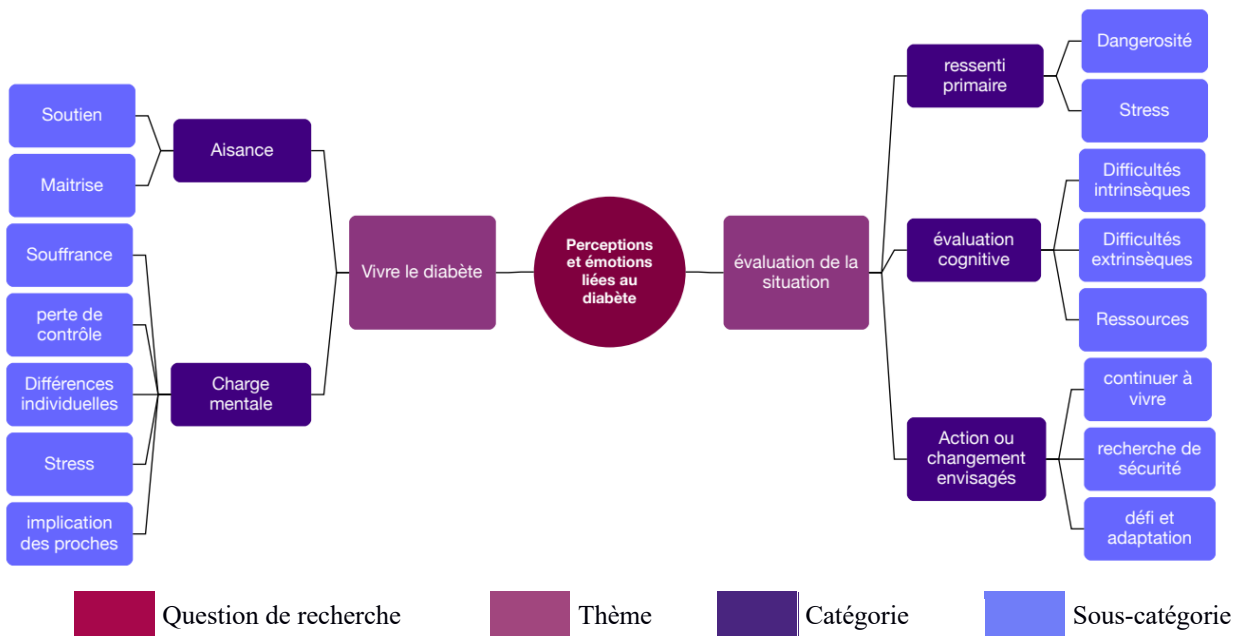 Soutien
Maitrise
Aisance
Souffrance
perte de
contrôle
Différences
individuelles
Stress
implication
des proches
Charge
mentale
Vivre le diabète
Perceptions
et émotions
liées au
diabète
évaluation de la
situation
ressenti
primaire
Dangerosité
Stress
évaluation
cognitive
Difficultés
intrinsèques
Difficultés
extrinsèques
Ressources
Action ou
changement
envisagés
continuer à
vivre
recherche de
sécurité
défi et
adaptation
Question de recherche
Thème
Catégorie
Sous-catégorie